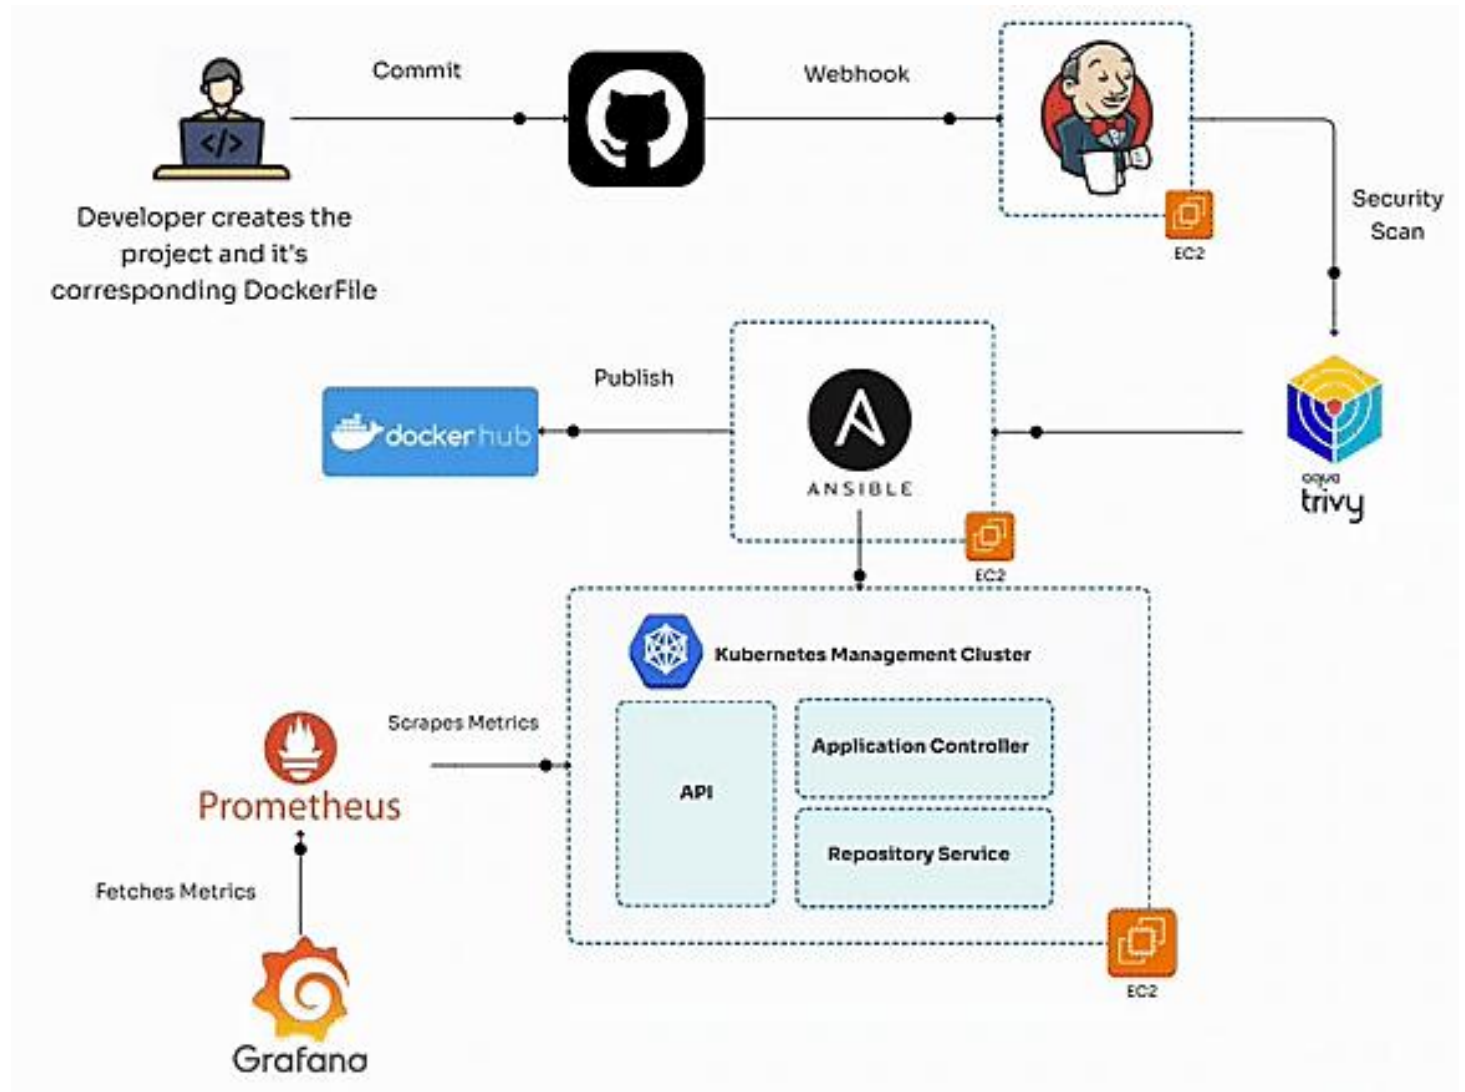 Commit
Webhook
Developer creates the
project and it's
corresponding DockerFile
EC2
Security
Scan
Publish
docker hub
ANSIBLE
EC2
aqua
trivy
Kubernetes Management Cluster
Scrapes Metrics
API
Application Controller
Repository Service
Prometheus
Fetches Metrics
Grafana
EC2